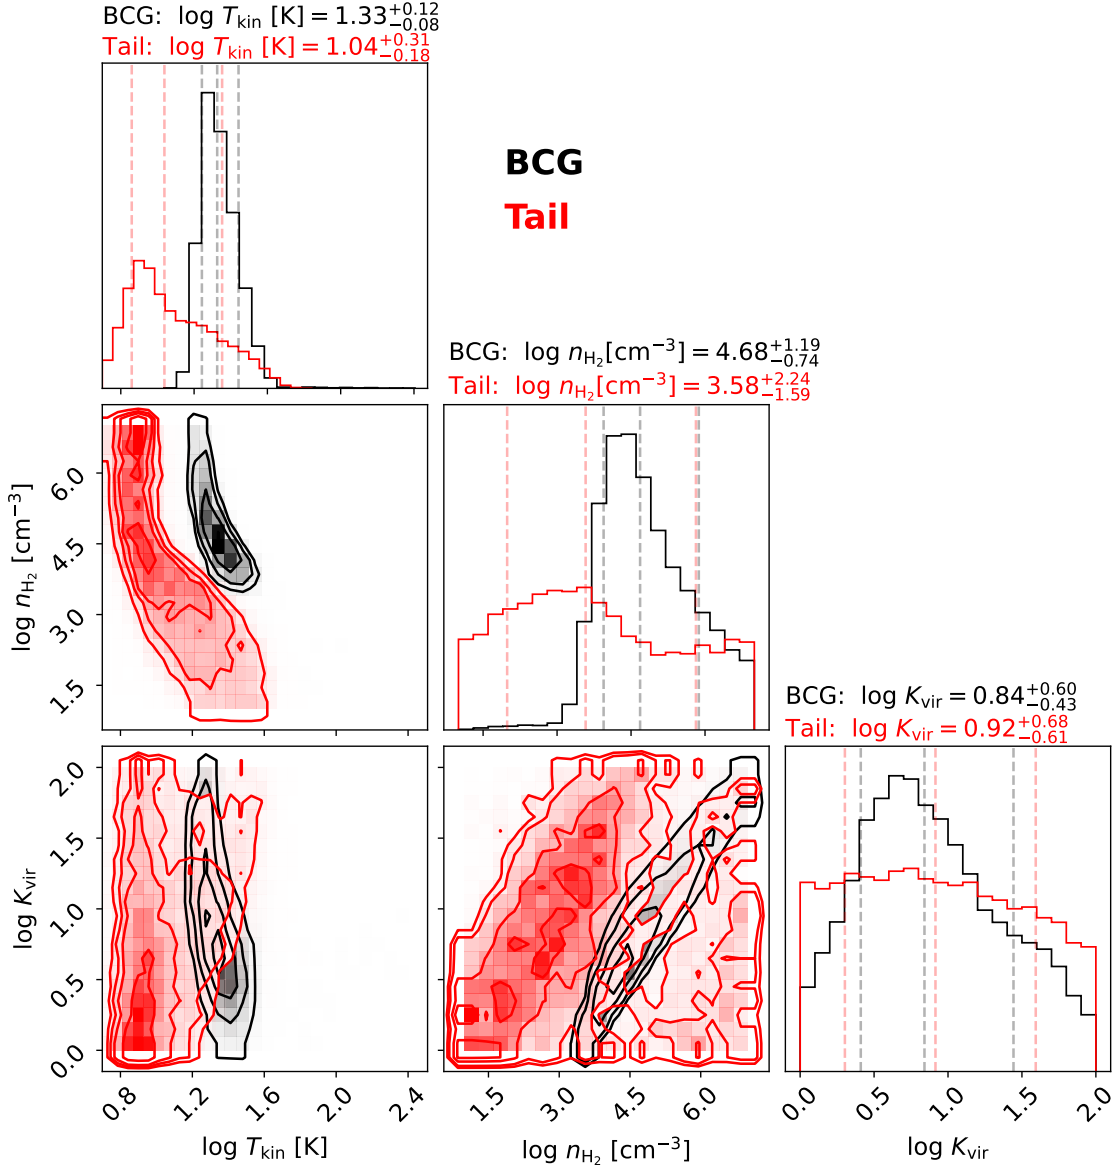 BCG: log T_kin [K] = 1.33 +0.12 −0.08
Tail: log T_kin [K] = 1.04 +0.31 −0.18
BCG
Tail
BCG: log n_H₂[cm⁻³] = 4.68 +1.19 −0.74
Tail: log n_H₂[cm⁻³] = 3.58 +2.24 −1.59
log n_H₂ [cm⁻³]
6.0
4.5
3.0
1.5
BCG: log K_vir = 0.84 +0.60 −0.43
Tail: log K_vir = 0.92 +0.68 −0.61
log K_vir
2.0
1.5
1.0
0.5
0.0
0.8 1.2 1.6 2.0 2.4
1.5 3.0 4.5 6.0
0.0 0.5 1.0 1.5 2.0
log T_kin [K]
log n_H₂ [cm⁻³]
log K_vir